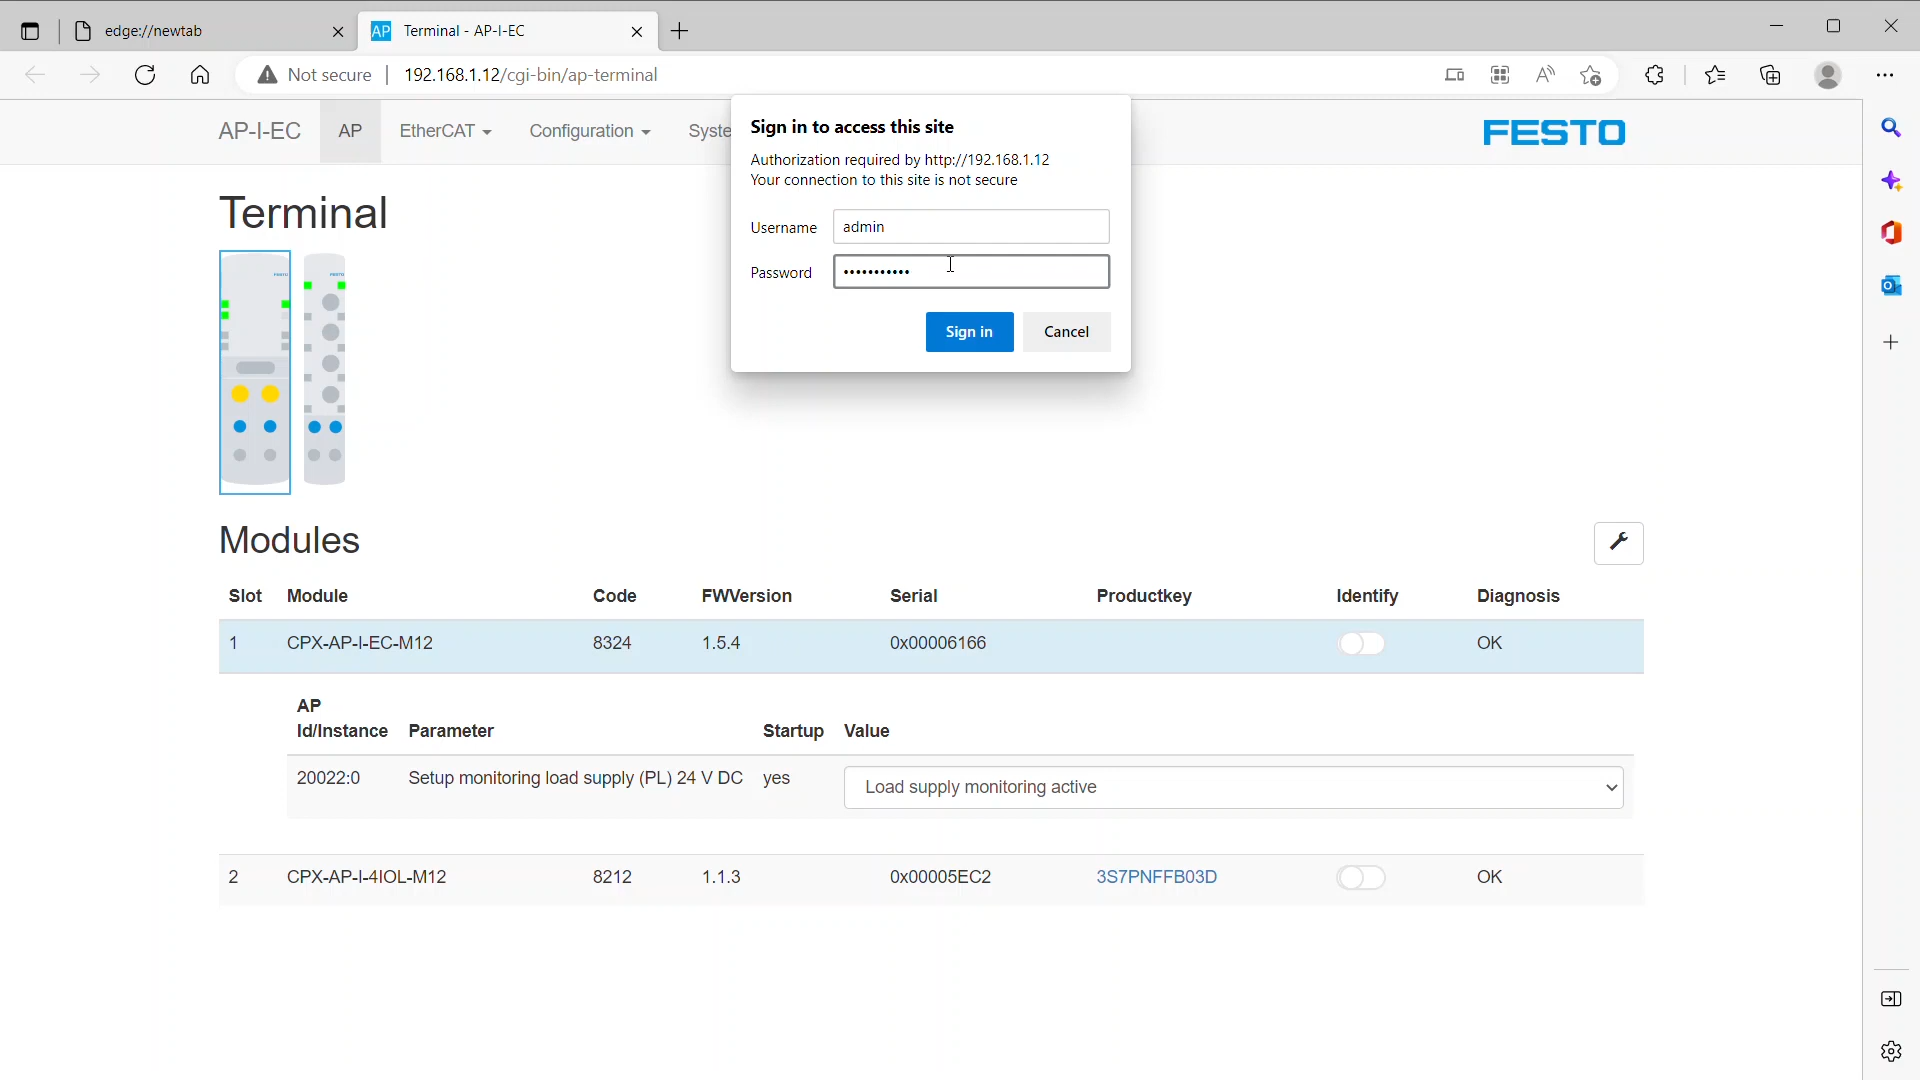 edge://newtab
AP Terminal - AP-I-EC
Not secure 192.168.1.12/cgi-bin/ap-terminal
AP-I-EC AP EtherCAT Configuration Syste FESTO
Sign in to access this site
Authorization required by http://192.168.1.12
Your connection to this site is not secure
Username admin
Password •••••••••••
Sign in Cancel
Terminal
FESTO FESTO
Modules
Slot Module Code FWVersion Serial Productkey Identify Diagnosis
1 CPX-AP-I-EC-M12 8324 1.5.4 0x00006166 OK
AP
Id/Instance Parameter Startup Value
20022:0 Setup monitoring load supply (PL) 24 V DC yes Load supply monitoring active
2 CPX-AP-I-4IOL-M12 8212 1.1.3 0x00005EC2 3S7PNFFB03D OK